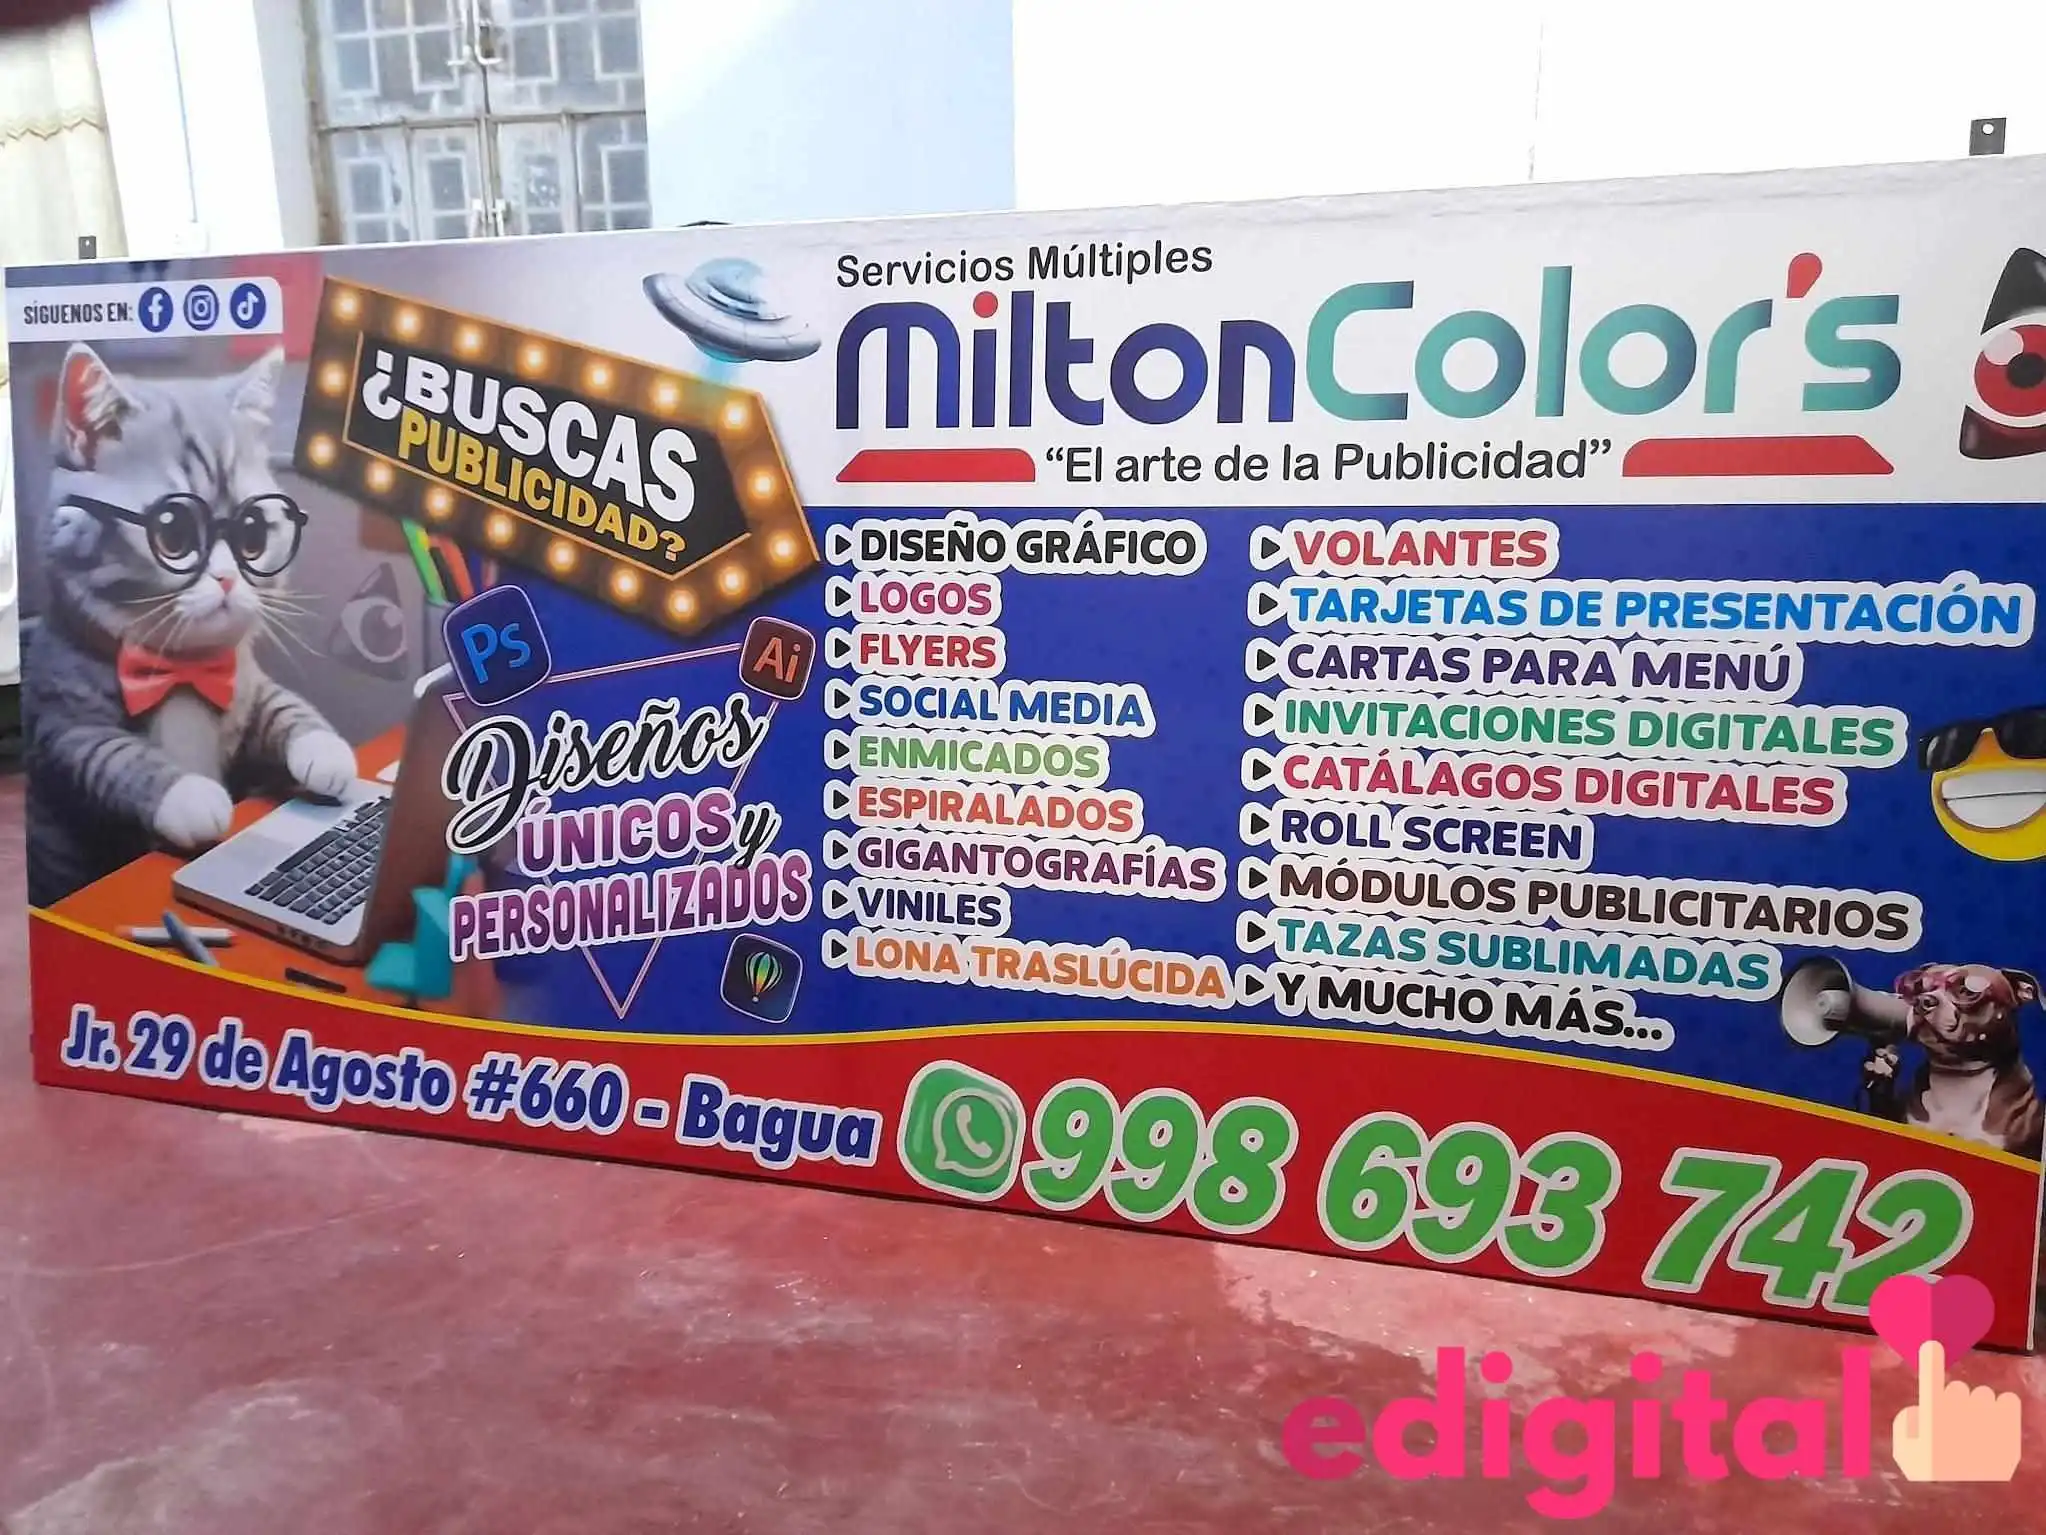 SÍGUENOS EN:
¿BUSCAS
PUBLICIDAD?
Servicios Múltiples
MiltonColor's
“El arte de la Publicidad”
Ps
Ai
Diseños
ÚNICOS y
PERSONALIZADOS
DISEÑO GRÁFICO
LOGOS
FLYERS
SOCIAL MEDIA
ENMICADOS
ESPIRALADOS
GIGANTOGRAFÍAS
VINILES
LONA TRASLÚCIDA
VOLANTES
TARJETAS DE PRESENTACIÓN
CARTAS PARA MENÚ
INVITACIONES DIGITALES
CATÁLAGOS DIGITALES
ROLL SCREEN
MÓDULOS PUBLICITARIOS
TAZAS SUBLIMADAS
Y MUCHO MÁS...
Jr. 29 de Agosto #660 - Bagua
998 693 742
edigital